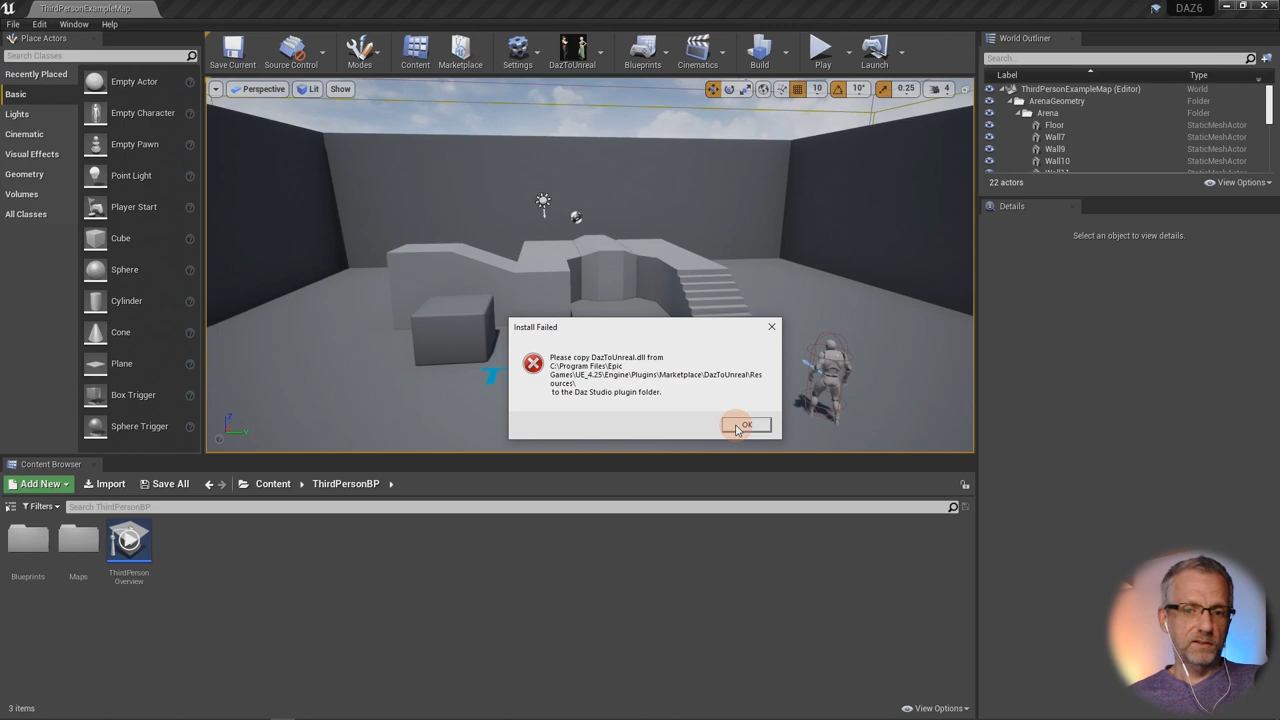 ThirdPersonExampleMap
DAZ6
File Edit Window Help
Place Actors
Search Classes
Recently Placed
Basic
Lights
Cinematic
Visual Effects
Geometry
Volumes
All Classes
Empty Actor
Empty Character
Empty Pawn
Point Light
Player Start
Cube
Sphere
Cylinder
Cone
Plane
Box Trigger
Sphere Trigger
Save Current
Source Control
Modes
Content
Marketplace
Settings
DazToUnreal
Blueprints
Cinematics
Build
Play
Launch
Perspective Lit Show
10 10° 0.25 4
Install Failed
Please copy DazToUnreal.dll from
C:\Program Files\Epic
Games\UE_4.25\Engine\Plugins\Marketplace\DazToUnreal\Res
ources\
to the Daz Studio plugin folder.
OK
World Outliner
Search...
Label Type
ThirdPersonExampleMap (Editor) World
ArenaGeometry Folder
Arena Folder
Floor StaticMeshActor
Wall7 StaticMeshActor
Wall9 StaticMeshActor
Wall10 StaticMeshActor
22 actors
View Options
Details
Select an object to view details.
Content Browser
Add New Import Save All Content ThirdPersonBP
Filters Search ThirdPersonBP
Blueprints
Maps
ThirdPerson
Overview
3 items
View Options